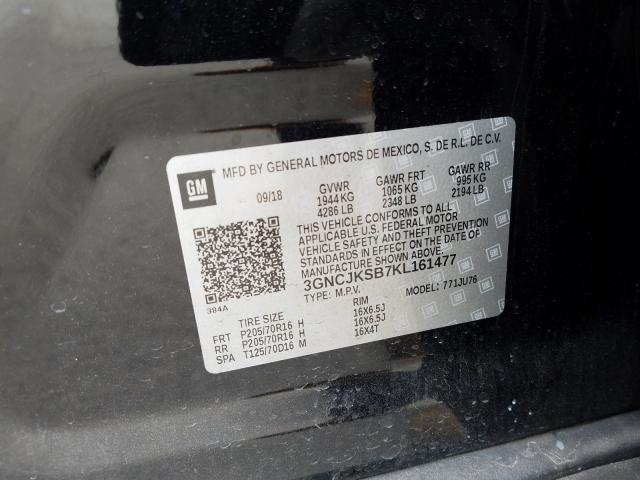 GM
MFD BY GENERAL MOTORS DE MEXICO, S. DE R.L. DE C.V.
09/18
GVWR GAWR FRT GAWR RR
1944 KG 1065 KG 995 KG
4286 LB 2348 LB 2194 LB
THIS VEHICLE CONFORMS TO ALL
APPLICABLE U.S. FEDERAL MOTOR
VEHICLE SAFETY AND THEFT PREVENTION
STANDARDS IN EFFECT ON THE DATE
OF MANUFACTURE SHOWN ABOVE.
3GNCJKSB7KL161477
TYPE: M.P.V. MODEL: 771JU76
384A
TIRE SIZE RIM
FRT P205/70R16 H 16X6.5J
RR P205/70R16 H 16X6.5J
SPA T125/70D16 M 16X4T